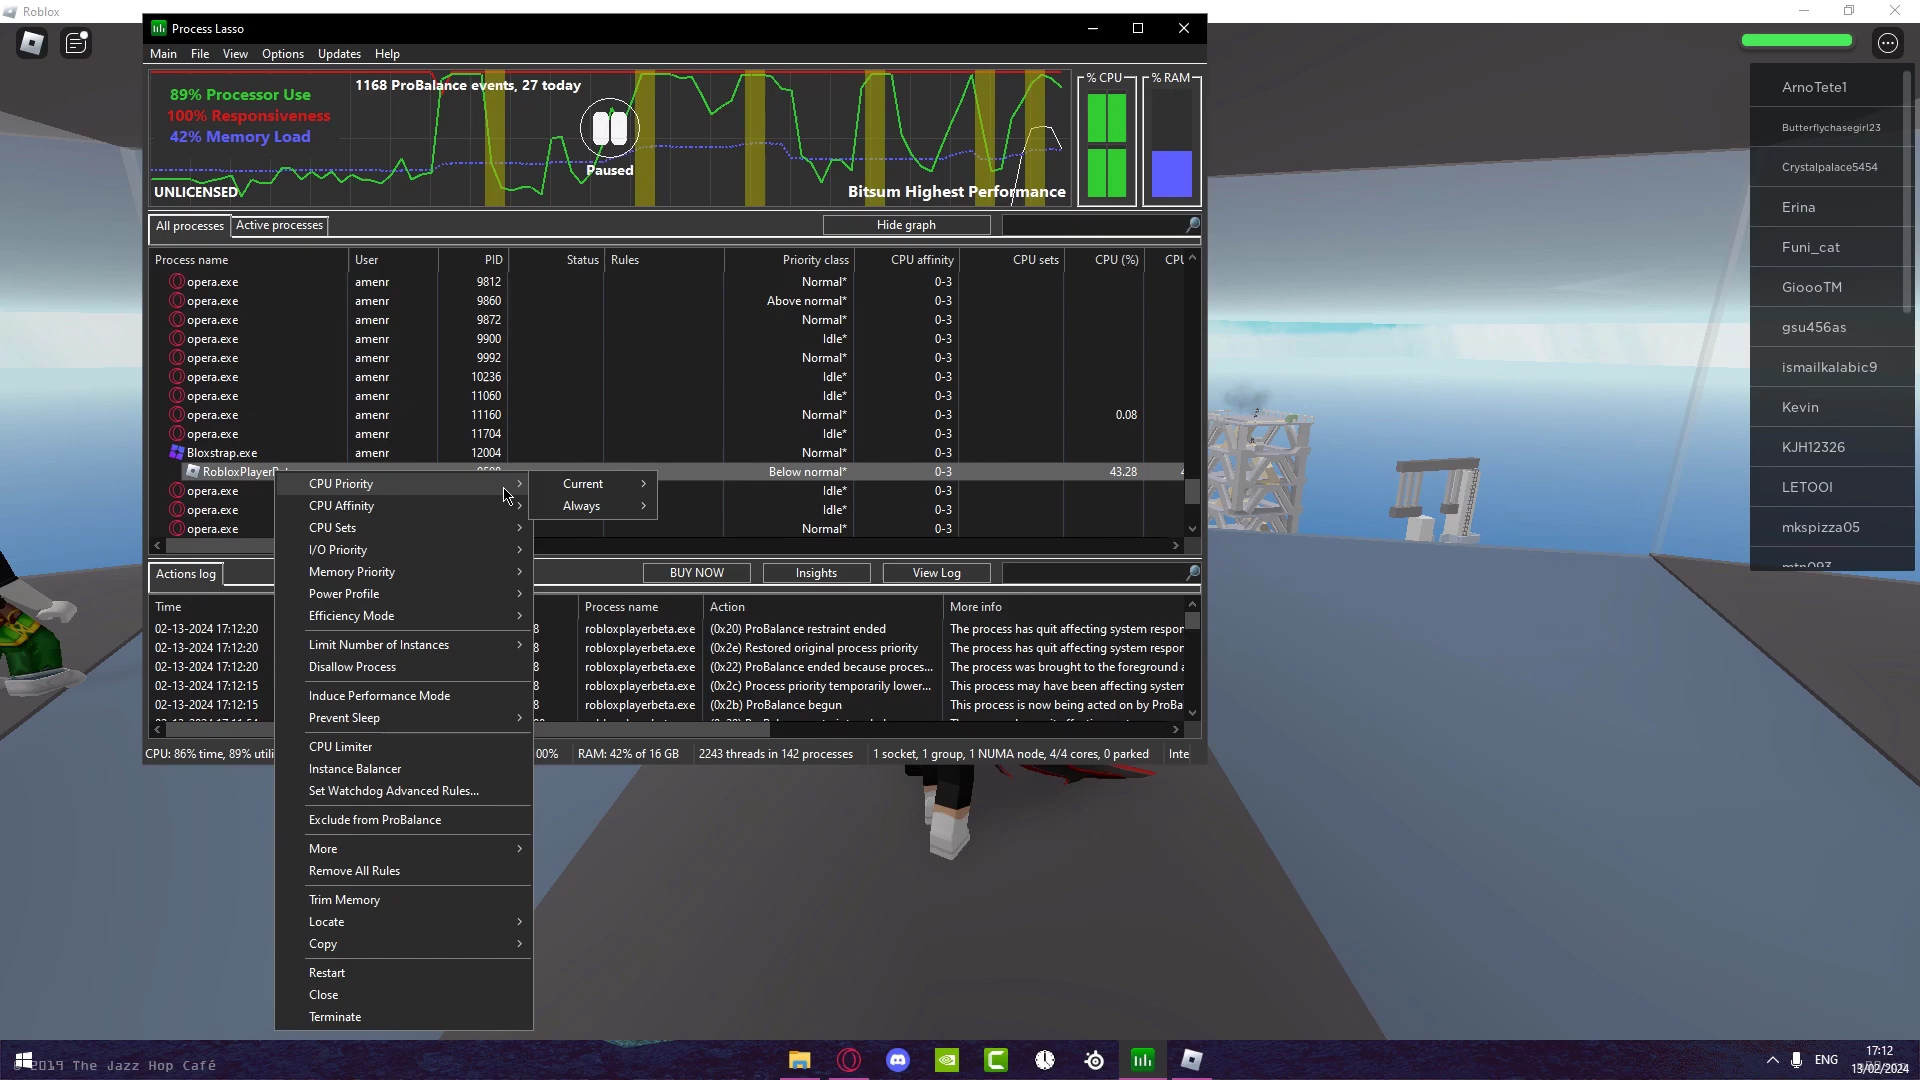 Roblox
Process Lasso
Main File View Options Updates Help
89% Processor Use
100% Responsiveness
42% Memory Load
1168 ProBalance events, 27 today
Paused
UNLICENSED
Bitsum Highest Performance
% CPU
% RAM
All processes
Active processes
Hide graph
Process name User PID Status Rules Priority class CPU affinity CPU sets CPU (%) CPU
opera.exe amenr 9812 Normal* 0-3
opera.exe amenr 9860 Above normal* 0-3
opera.exe amenr 9872 Normal* 0-3
opera.exe amenr 9900 Idle* 0-3
opera.exe amenr 9992 Normal* 0-3
opera.exe amenr 10236 Idle* 0-3
opera.exe amenr 11060 Idle* 0-3
opera.exe amenr 11160 Normal* 0-3 0.08
opera.exe amenr 11704 Idle* 0-3
Bloxstrap.exe amenr 12004 Normal* 0-3
Below normal* 0-3 43.28
opera.exe Idle* 0-3
opera.exe Idle* 0-3
opera.exe Normal* 0-3
CPU Priority
CPU Affinity
CPU Sets
I/O Priority
Memory Priority
Power Profile
Efficiency Mode
Limit Number of Instances
Disallow Process
Induce Performance Mode
Prevent Sleep
CPU Limiter
Instance Balancer
Set Watchdog Advanced Rules...
Exclude from ProBalance
More
Remove All Rules
Trim Memory
Locate
Copy
Restart
Close
Terminate
Current
Always
Actions log
BUY NOW
Insights
View Log
Time Process name Action More info
02-13-2024 17:12:20 8 robloxplayerbeta.exe (0x20) ProBalance restraint ended The process has quit affecting system respor
02-13-2024 17:12:20 8 robloxplayerbeta.exe (0x2e) Restored original process priority The process has quit affecting system respor
02-13-2024 17:12:20 8 robloxplayerbeta.exe (0x22) ProBalance ended because proces... The process was brought to the foreground a
02-13-2024 17:12:15 8 robloxplayerbeta.exe (0x2c) Process priority temporarily lower... This process may have been affecting system
02-13-2024 17:12:15 8 robloxplayerbeta.exe (0x2b) ProBalance begun This process is now being acted on by ProBa
CPU: 86% time, 89% utili 00% RAM: 42% of 16 GB 2243 threads in 142 processes 1 socket, 1 group, 1 NUMA node, 4/4 cores, 0 parked Inte
ArnoTete1
Butterflychasegirl23
Crystalpalace5454
Erina
Funi_cat
GioooTM
gsu456as
ismailkalabic9
Kevin
KJH12326
LETOOI
mkspizza05
©2019 The Jazz Hop Café
ENG
17:12
13/02/2024